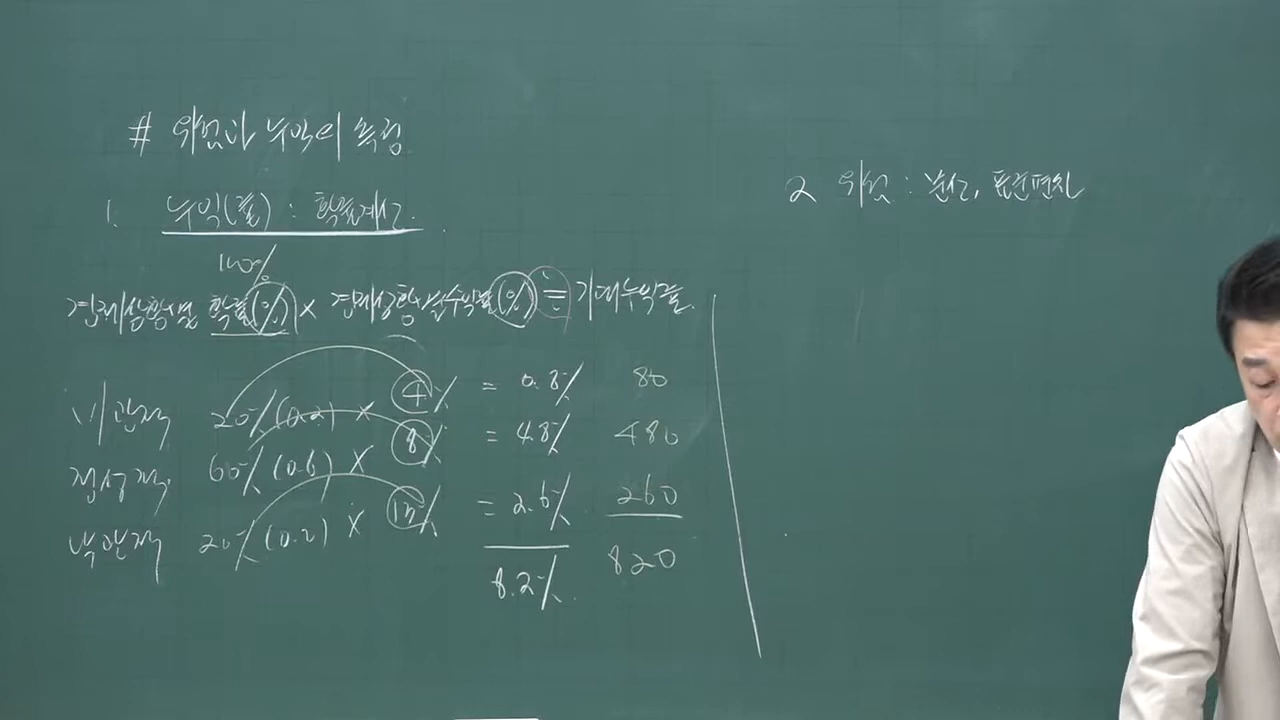 # 위험과 수익의 측정
1. 수익(률) : 확률계산.
100%
경제상황별 확률(%) × 경제상황별 수익률(%) = 기대수익률
비관적 20%(0.2) × 4% = 0.8% 80
정상적 60%(0.6) × 8% = 4.8% 480
낙관적 20%(0.2) × 13% = 2.6% 260
8.2% 820
2 위험 : 분산, 표준편차